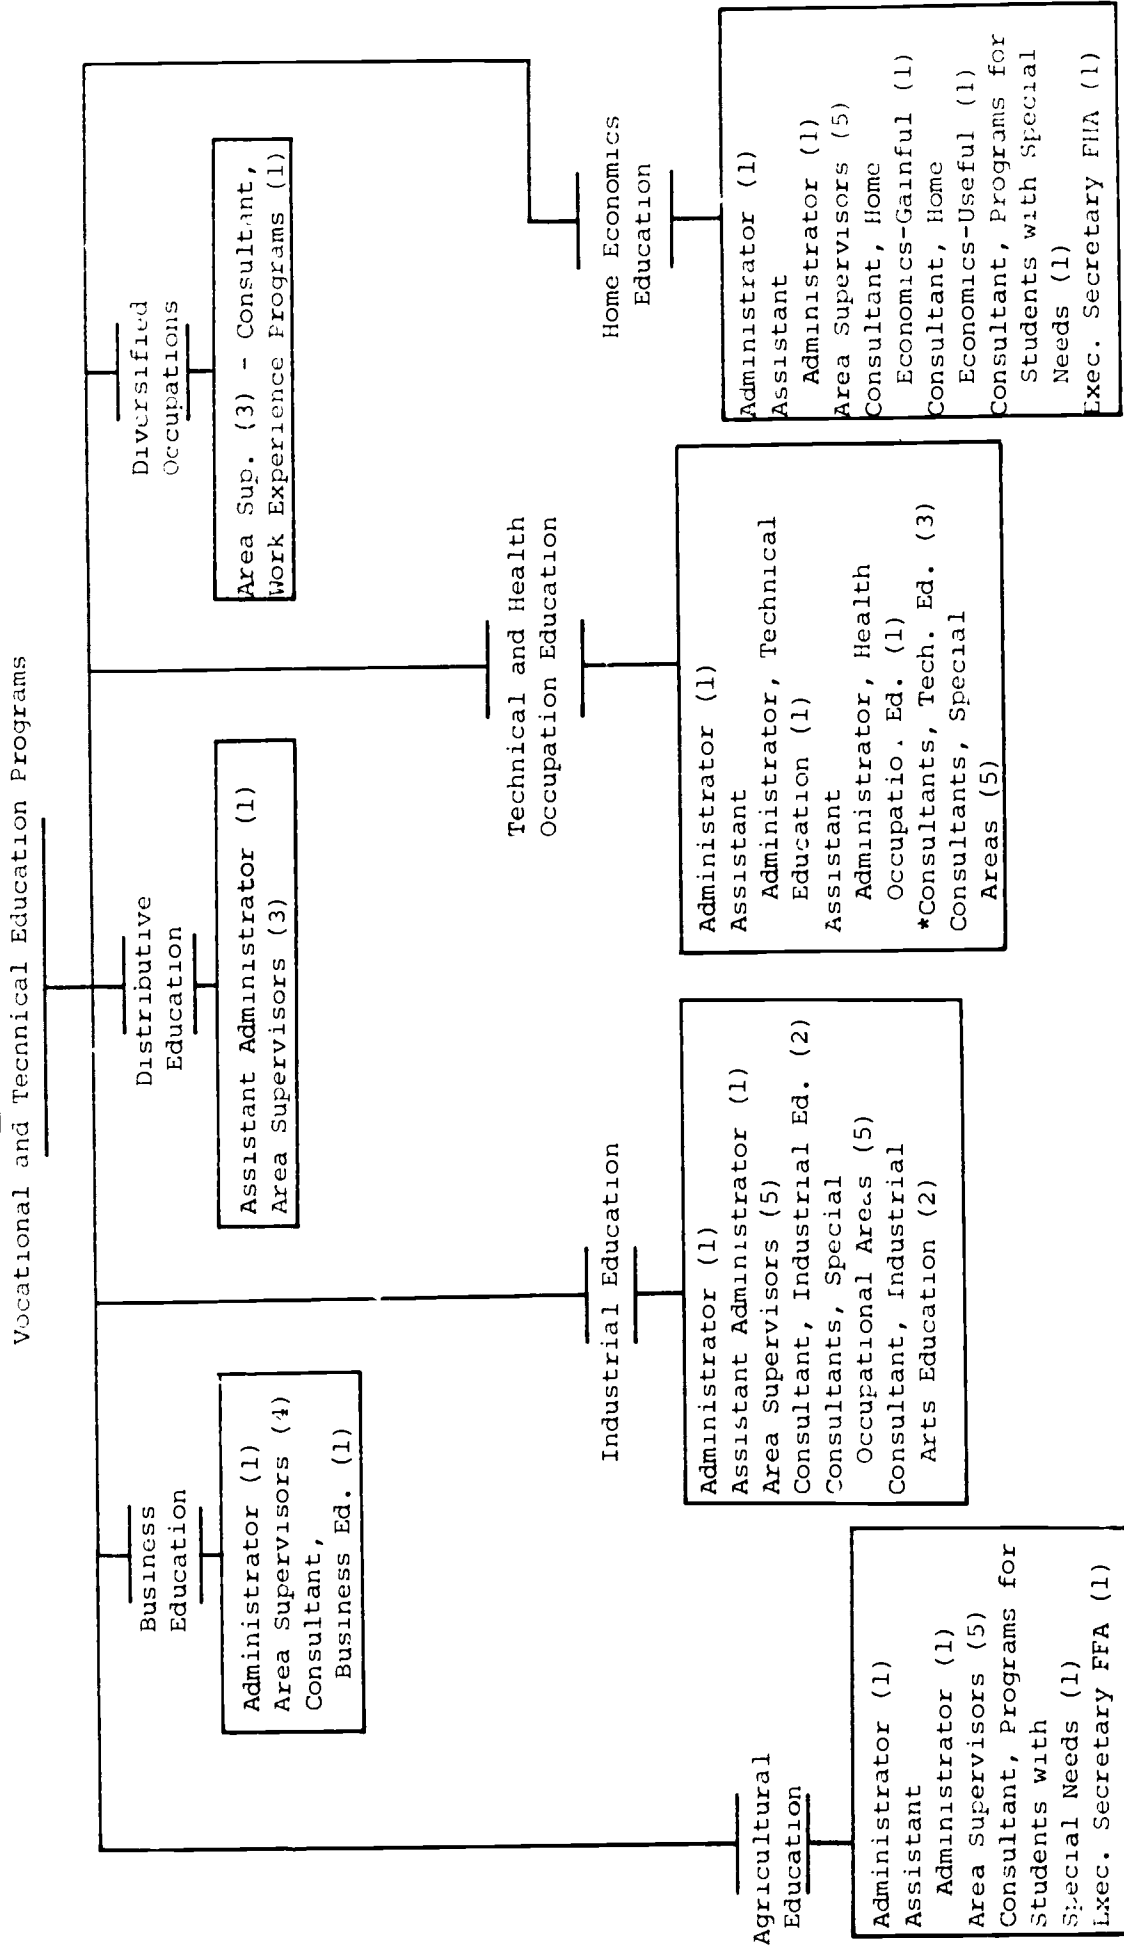 Vocational and Tecnnical Education Programs
Business
Education
Administrator (1)
Area Supervisors (4)
Consultant,
Business Ed. (1)
Distributive
Education
Assistant Administrator (1)
Area Supervisors (3)
Diversified
Occupations
Area Sup. (3) - Consultant,
Work Experience Programs (1)
Agricultural
Education
Administrator (1)
Assistant
Administrator (1)
Area Supervisors (5)
Consultant, Programs for
Students with
Special Needs (1)
Exec. Secretary FFA (1)
Industrial Education
Administrator (1)
Assistant Administrator (1)
Area Supervisors (5)
Consultant, Industrial Ed. (2)
Consultants, Special
Occupational Areas (5)
Consultant, Industrial
Arts Education (2)
Technical and Health
Occupation Education
Administrator (1)
Assistant
Administrator, Technical
Education (1)
Assistant
Administrator, Health
Occupatio. Ed. (1)
*Consultants, Tech. Ed. (3)
Consultants, Special
Areas (5)
Home Economics
Education
Administrator (1)
Assistant
Administrator (1)
Area Supervisors (5)
Consultant, Home
Economics-Gainful (1)
Consultant, Home
Economics-Useful (1)
Consultant, Programs for
Students with Special
Needs (1)
Exec. Secretary FHA (1)